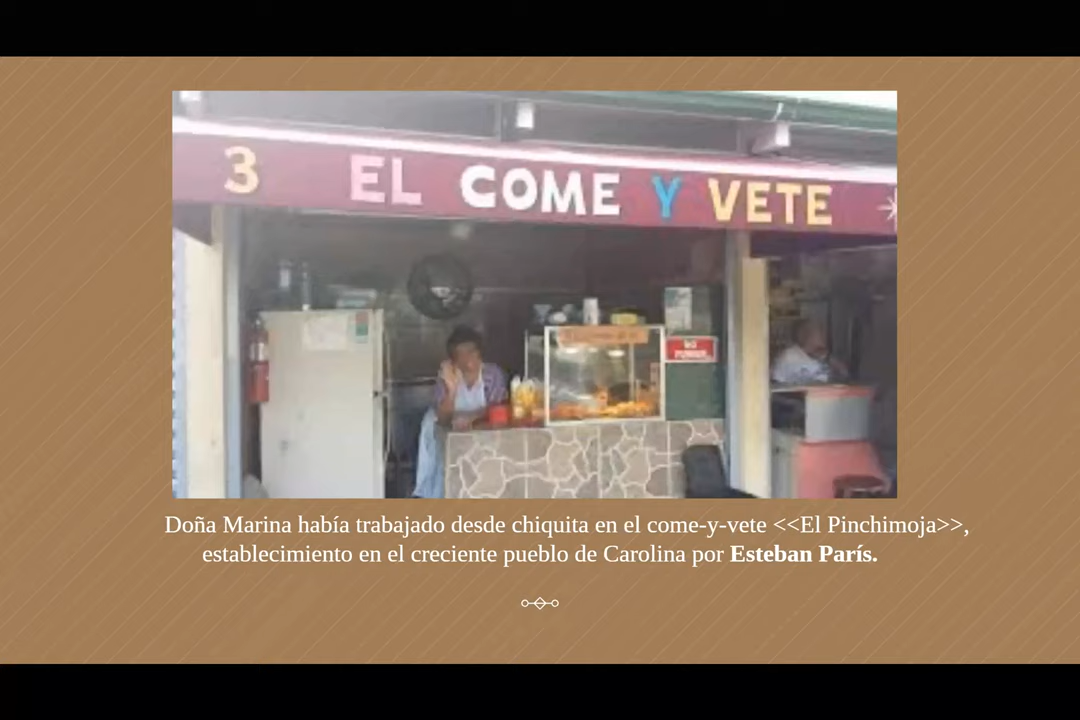 3 EL COME Y VETE
NO
FUMAR
Doña Marina había trabajado desde chiquita en el come-y-vete <<El Pinchimoja>>,
establecimiento en el creciente pueblo de Carolina por Esteban París.